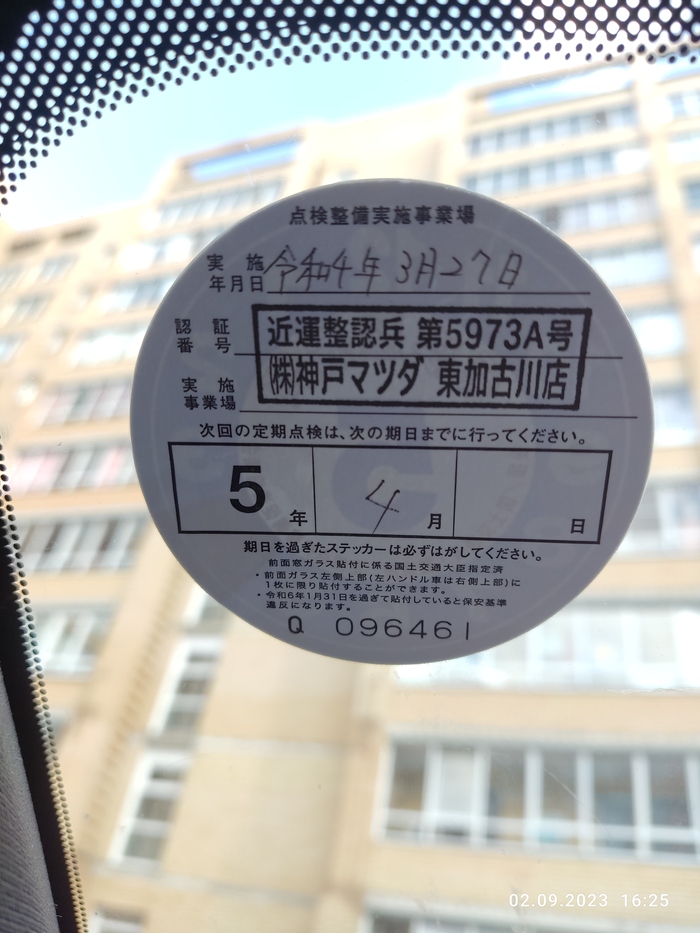 点検整備実施事業場
実施年月日 令和4年3月27日
認証番号 近運整認兵 第5973A号
実施事業場 ㈱神戸マツダ 東加古川店
次回の定期点検は、次の期日までに行ってください。
5年 4月 日
期日を過ぎたステッカーは必ずはがしてください。
前面窓ガラス貼付に係る国土交通大臣指定済
・前面ガラス左側上部(左ハンドル車は右側上部)に
1枚に限り貼付することができます。
・令和6年1月31日を過ぎて貼付していると保安基準
違反になります。
Q 096461
02.09.2023 16:25